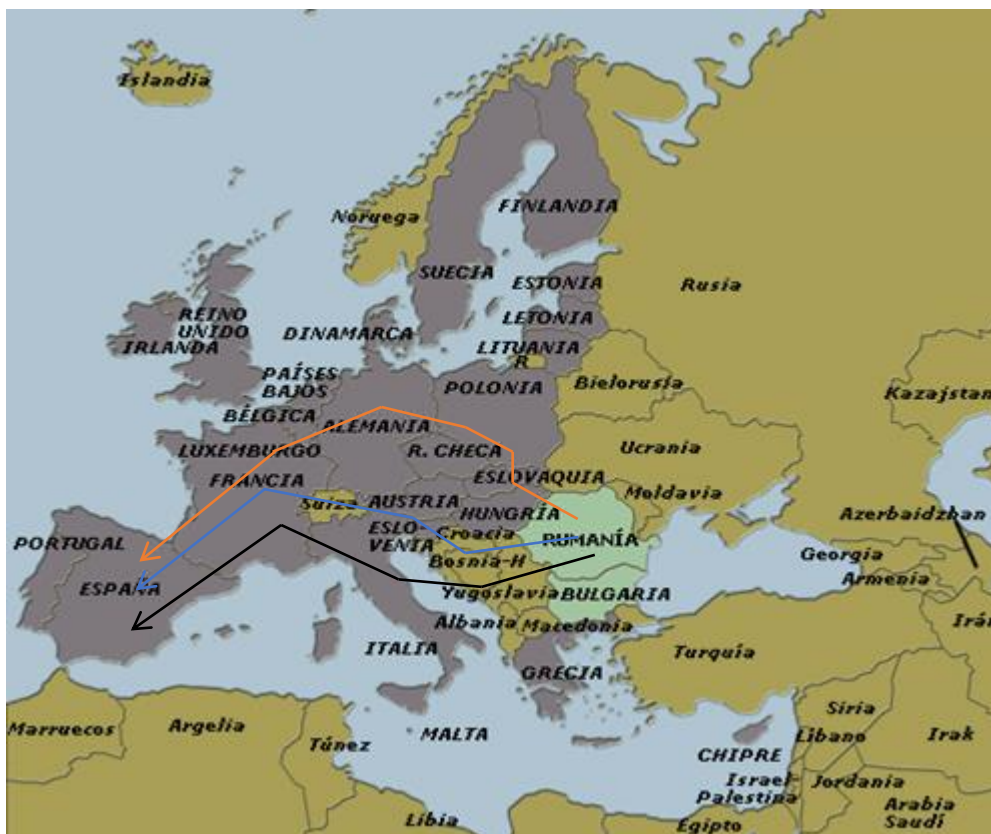 Islandia
Noruega
FINLANDIA
SUECIA
ESTONIA
Rusia
LETONIA
REINO
UNIDO
IRLANDA
DINAMARCA
LITUANIA
R
PAÍSES
BAJOS
POLONIA
Bielorusía
Kazajstan
BÉLGICA
ALEMANIA
LUXEMBURGO
R. CHECA
Ucrania
FRANCIA
ESLOVAQUIA
Suiza
AUSTRIA
Moldavia
HUNGRÍA
Azerbaidzhan
PORTUGAL
ESLO-
VENIA
Croacia
RUMANÍA
Georgia
Bosnia-H
Armenia
ESPAÑA
Yugoslavia
BULGARIA
Albania
Macedonia
Irán
ITALIA
GRECIA
Turquía
Marruecos
Argelia
Túnez
MALTA
Siria
Líbano
Irak
CHIPRE
Israel-
Palestina
Jordania
Arabia
Saudí
Libia
Egipto